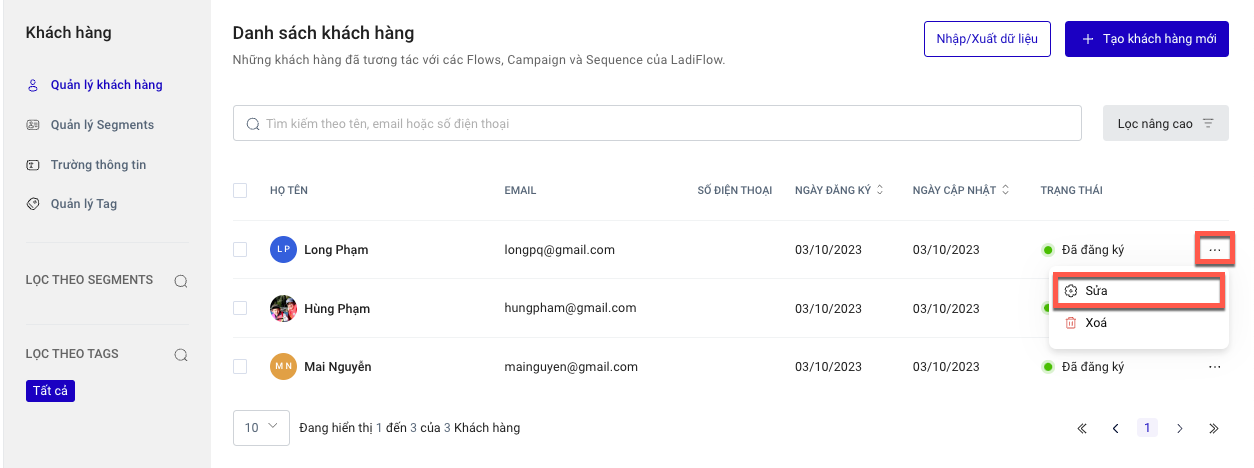 Khách hàng
Quản lý khách hàng
Quản lý Segments
Trường thông tin
Quản lý Tag
LỌC THEO SEGMENTS
LỌC THEO TAGS
Tất cả
Danh sách khách hàng
Những khách hàng đã tương tác với các Flows, Campaign và Sequence của LadiFlow.
Nhập/Xuất dữ liệu
Tạo khách hàng mới
Tìm kiếm theo tên, email hoặc số điện thoại
Lọc nâng cao
HỌ TÊN EMAIL SỐ ĐIỆN THOẠI NGÀY ĐĂNG KÝ NGÀY CẬP NHẬT TRẠNG THÁI
LP Long Phạm longpq@gmail.com 03/10/2023 03/10/2023 Đã đăng ký ...
Sửa
Hùng Phạm hungpham@gmail.com 03/10/2023 03/10/2023
Xoá
MN Mai Nguyễn mainguyen@gmail.com 03/10/2023 03/10/2023 Đã đăng ký ...
10 Đang hiển thị 1 đến 3 của 3 Khách hàng
1